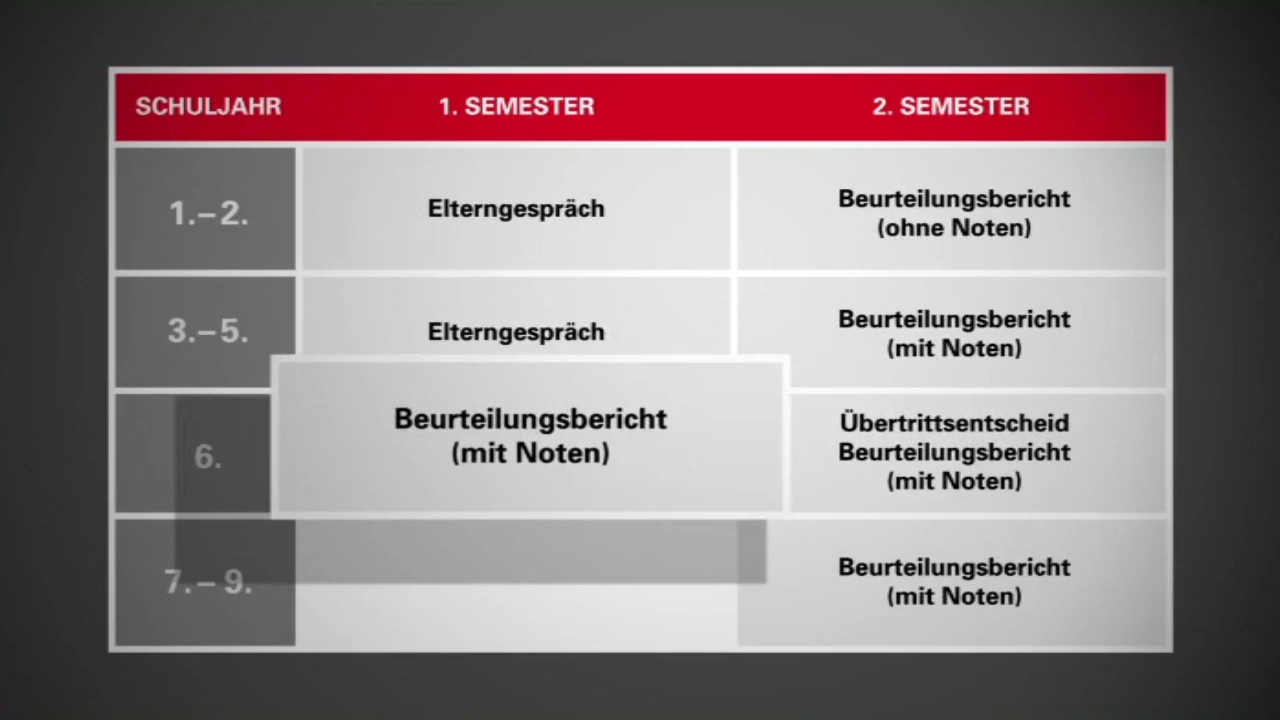 SCHULJAHR 1. SEMESTER 2. SEMESTER
1.–2.
Elterngespräch
Beurteilungsbericht
(ohne Noten)
3.–5.
Elterngespräch
Beurteilungsbericht
(mit Noten)
6.
Beurteilungsbericht
(mit Noten)
Übertrittsentscheid
Beurteilungsbericht
(mit Noten)
7.–9.
Beurteilungsbericht
(mit Noten)